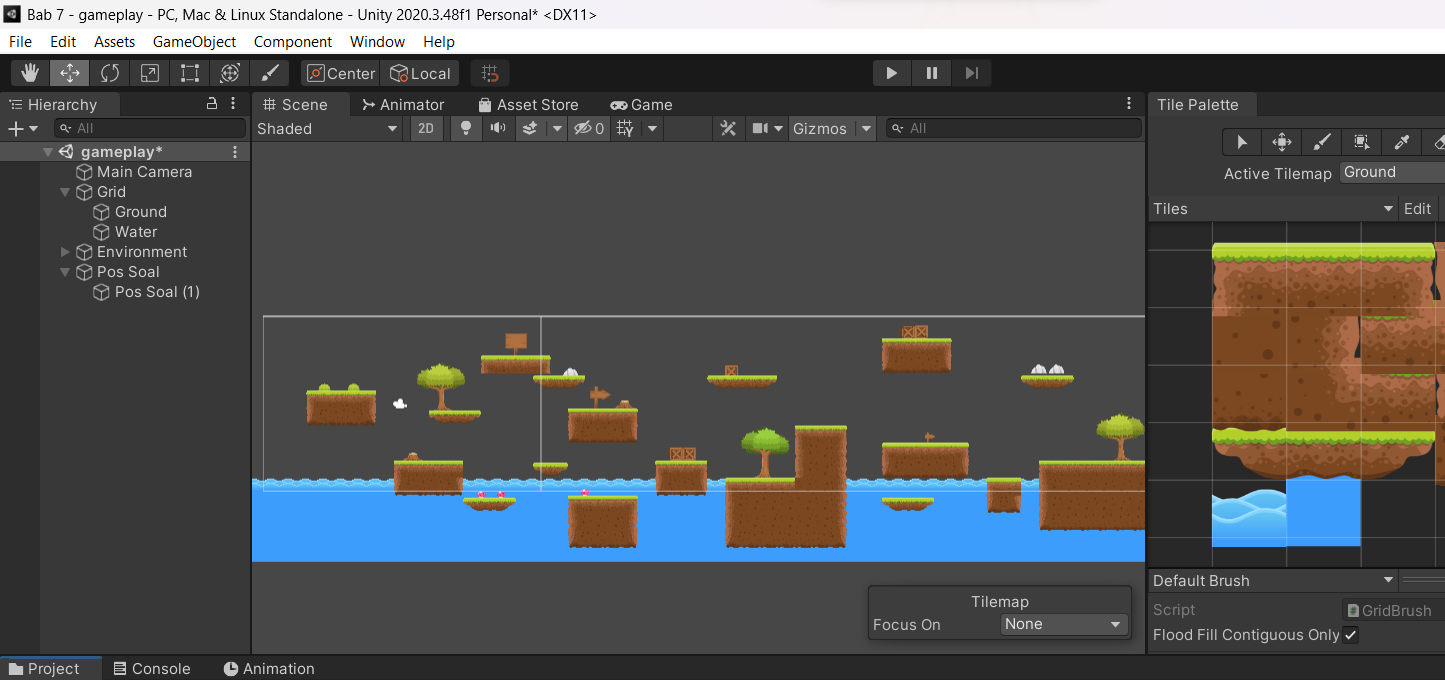 Bab 7 - gameplay - PC, Mac & Linux Standalone - Unity 2020.3.48f1 Personal* <DX11>
File Edit Assets GameObject Component Window Help
Center Local
Hierarchy
All
gameplay*
Main Camera
Grid
Ground
Water
Environment
Pos Soal
Pos Soal (1)
Scene Animator Asset Store Game
Shaded 2D 0 Gizmos All
Tilemap
Focus On None
Tile Palette
Active Tilemap Ground
Tiles Edit
Default Brush
Script GridBrush
Flood Fill Contiguous Only
Project Console Animation